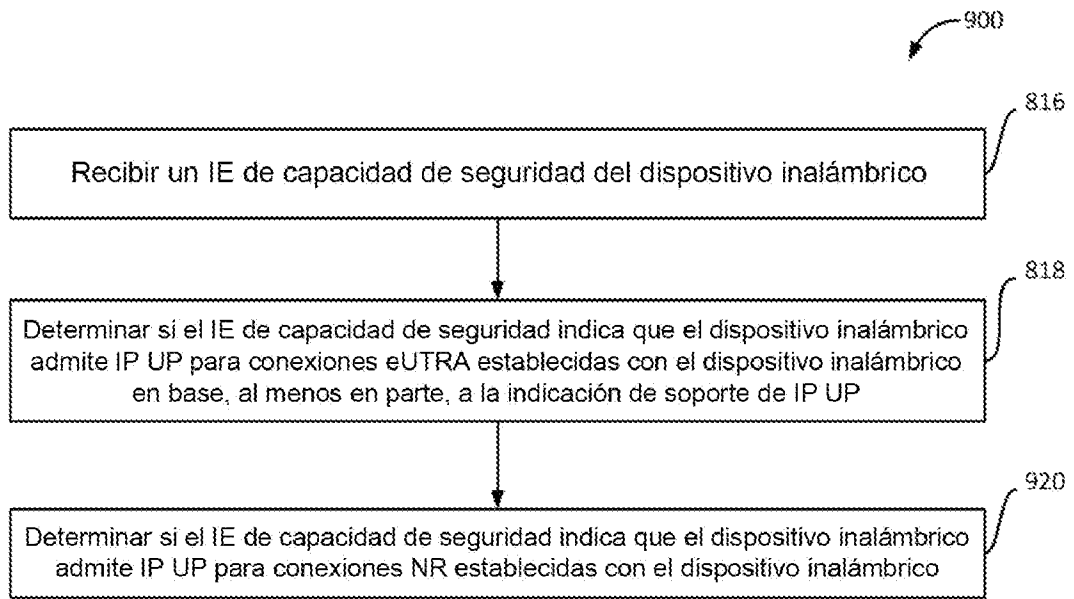 900
816
Recibir un IE de capacidad de seguridad del dispositivo inalámbrico
818
Determinar si el IE de capacidad de seguridad indica que el dispositivo inalámbrico
admite IP UP para conexiones eUTRA establecidas con el dispositivo inalámbrico
en base, al menos en parte, a la indicación de soporte de IP UP
920
Determinar si el IE de capacidad de seguridad indica que el dispositivo inalámbrico
admite IP UP para conexiones NR establecidas con el dispositivo inalámbrico